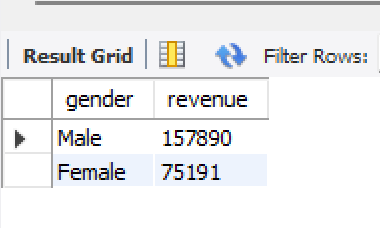 Result Grid Filter Rows:
gender revenue
Male 157890
Female 75191